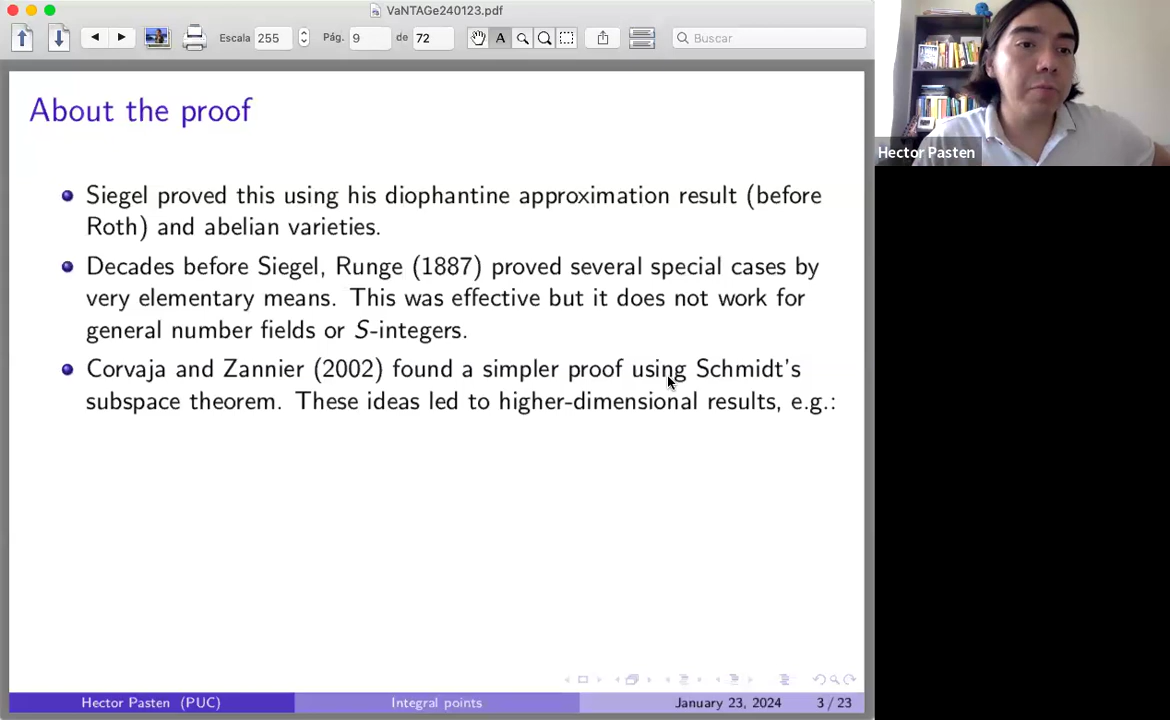 VaNTAGe240123.pdf
Escala 255 Pág. 9 de 72 A Buscar
About the proof
Siegel proved this using his diophantine approximation result (before
Roth) and abelian varieties.
Decades before Siegel, Runge (1887) proved several special cases by
very elementary means. This was effective but it does not work for
general number fields or S-integers.
Corvaja and Zannier (2002) found a simpler proof using Schmidt's
subspace theorem. These ideas led to higher-dimensional results, e.g.:
Hector Pasten (PUC) Integral points January 23, 2024 3 / 23
Hector Pasten